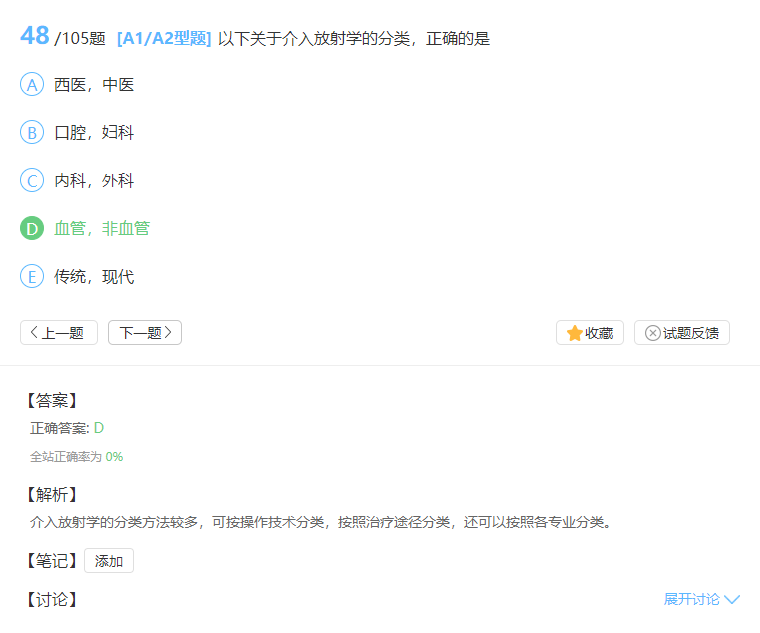 48 /105题 [A1/A2型题] 以下关于介入放射学的分类，正确的是
A 西医，中医
B 口腔，妇科
C 内科，外科
D 血管，非血管
E 传统，现代
上一题 下一题 收藏 试题反馈
【答案】
正确答案: D
全站正确率为 0%
【解析】
介入放射学的分类方法较多，可按操作技术分类，按照治疗途径分类，还可以按照各专业分类。
【笔记】 添加
【讨论】 展开讨论